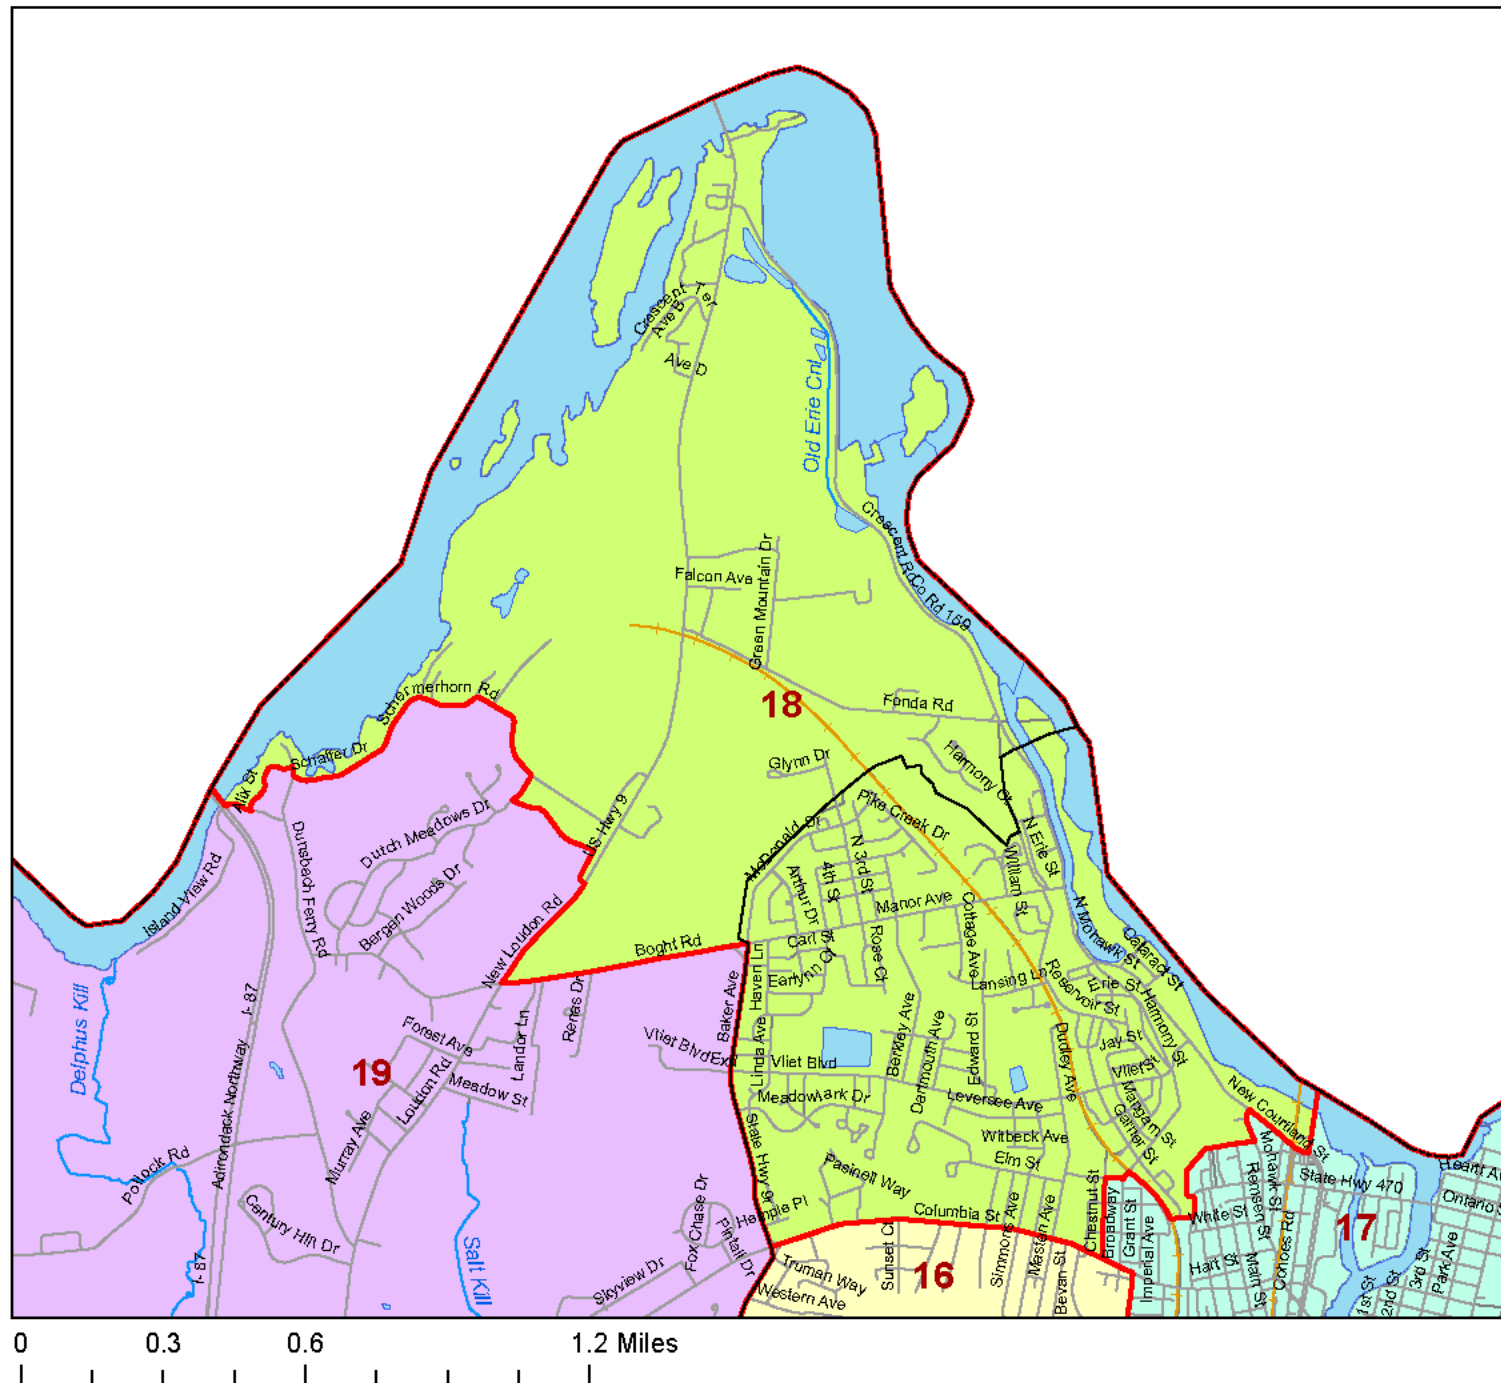 Crescent Ter
Ave B
Ave D
Old Erie Cnl
Crescent Rd
Co Rd 159
Falcon Ave
Green Mountain Dr
Schermerhorn Rd
18
Fonda Rd
Schaffer Dr
Alix St
Glynn Dr
Harmony Ct
Dutch Meadows Dr
US Hwy 9
McDonald Dr
Pike Creek Dr
N Erie St
Dunsbach Ferry Rd
Island View Rd
Bergen Woods Dr
Arthur Dr
4th St
N 3rd St
William St
Manor Ave
Cottage Ave
New Loudon Rd
Boght Rd
Carl St
Rose Ct
N Mohawk St
Cataract St
Delphus Kill
I- 87
Renas Dr
Baker Ave
Haven Ln
Earlynn Ct
Lansing Ln
Reservoir St
Erie St
Harmony St
Forest Ave
Landor Ln
Vliet Blvd Ext
Linda Ave
Vliet Blvd
Berkley Ave
Dartmouth Ave
Edward St
Dudley Ave
Jay St
Vliet St
19
Loudon Rd
Meadow St
Meadowlark Dr
Leversee Ave
Mangam St
Garner St
New Courtland St
Adirondack Northway
Murray Ave
State Hwy 9r
Witbeck Ave
Elm St
Mohawk St
Remsen St
State Hwy 470
Heartt Av
Pollock Rd
Pasinell Way
Ontario S
Century Hill Dr
Fox Chase Dr
Pintail Dr
Hemple Pl
Columbia St
Simmons Ave
Masten Ave
Chestnut St
Broadway
Grant St
Imperial Ave
White St
17
I- 87
Salt Kill
Skyview Dr
Truman Way
Western Ave
Sunset Ct
16
Bevan St
Hart St
Main St
Cohoes Rd
1st St
2nd St
3rd St
Park Ave
0 0.3 0.6 1.2 Miles